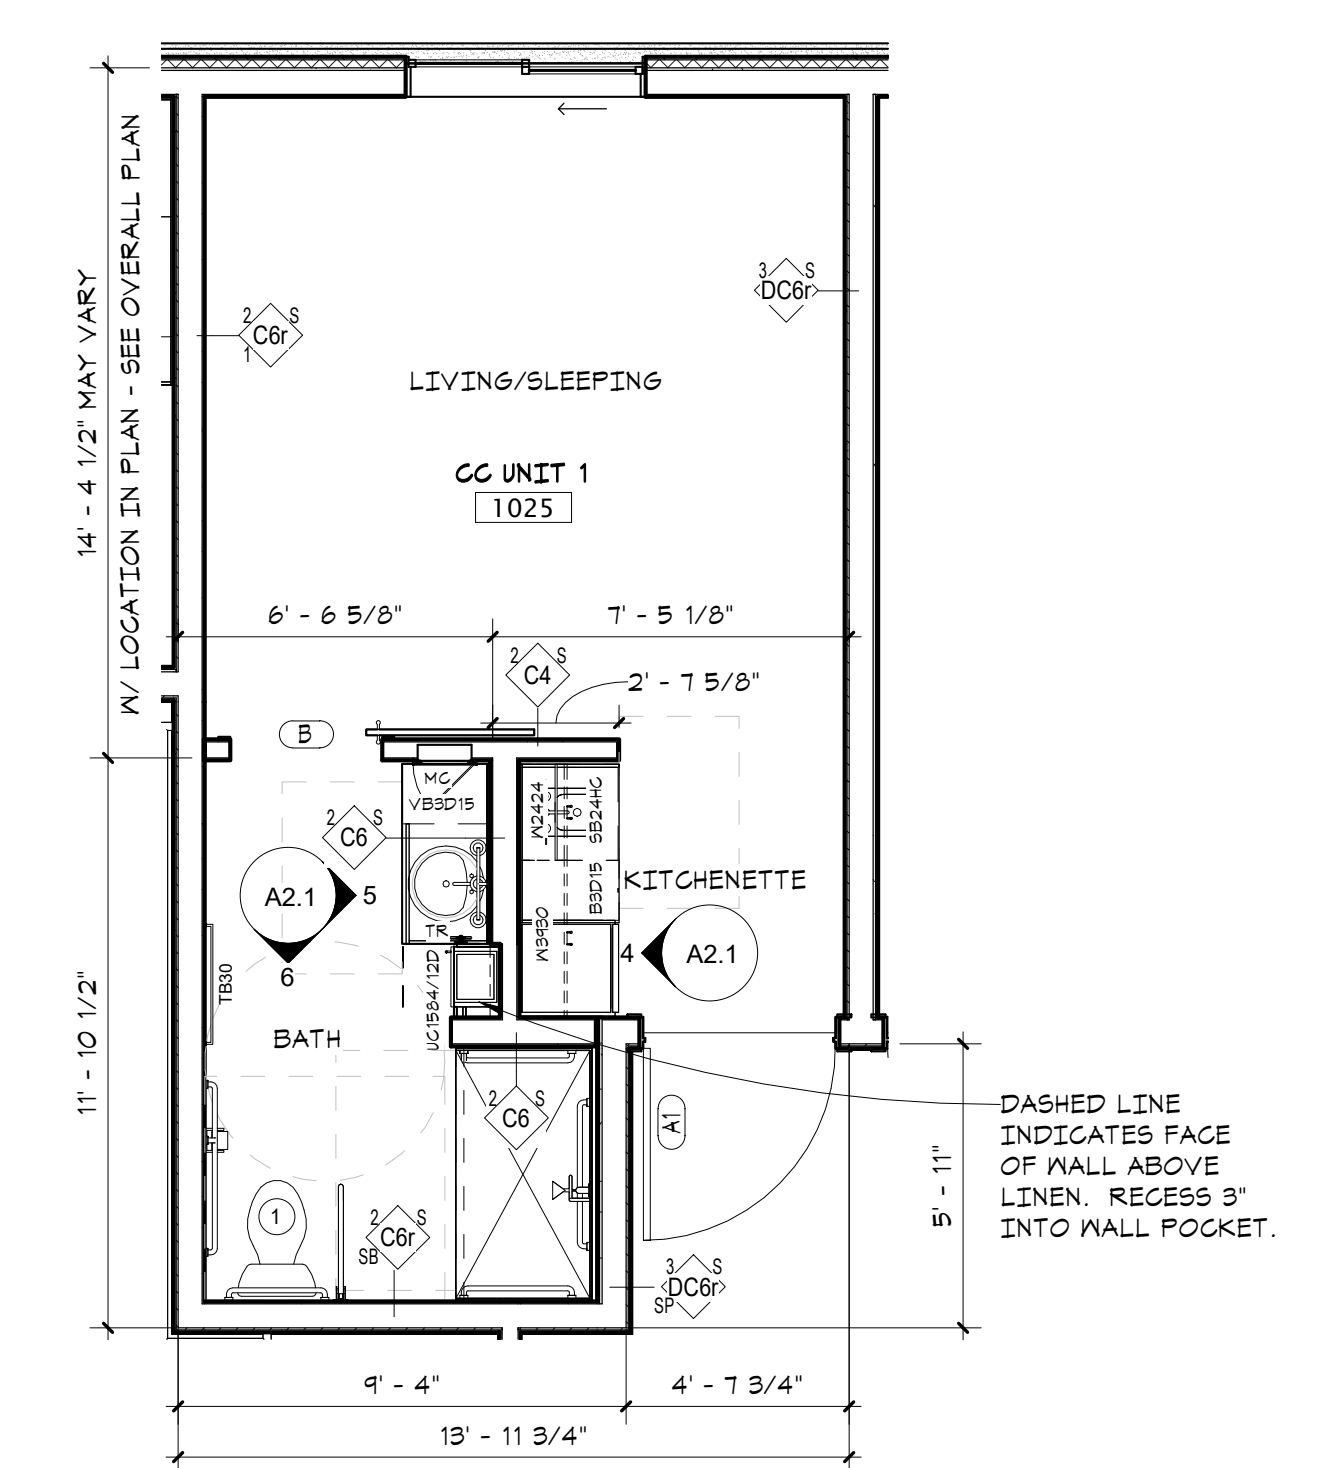 14' - 4 1/2" MAY VARY
W/ LOCATION IN PLAN - SEE OVERALL PLAN
3 S
DC6r
2 S
C6r
1
LIVING/SLEEPING
CC UNIT 1
1025
6' - 6 5/8"
7' - 5 1/8"
2 S
C4
2' - 7 5/8"
B
MC
VB3D15
W2424
SB24HC
2 S
C6
B3D15
KITCHENETTE
A2.1
5
6
TR
W3930
4
A2.1
TB30
UC1584/12D
11' - 10 1/2"
BATH
2 S
C6
A1
DASHED LINE
INDICATES FACE
OF WALL ABOVE
LINEN. RECESS 3"
INTO WALL POCKET.
5' - 11"
1
2 S
C6r
SB
3 S
DC6r
SP
9' - 4"
4' - 7 3/4"
13' - 11 3/4"